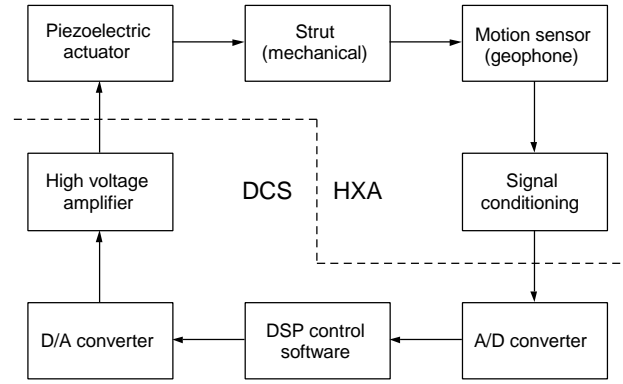 Piezoelectric
actuator
Strut
(mechanical)
Motion sensor
(geophone)
High voltage
amplifier
DCS
HXA
Signal
conditioning
D/A converter
DSP control
software
A/D converter